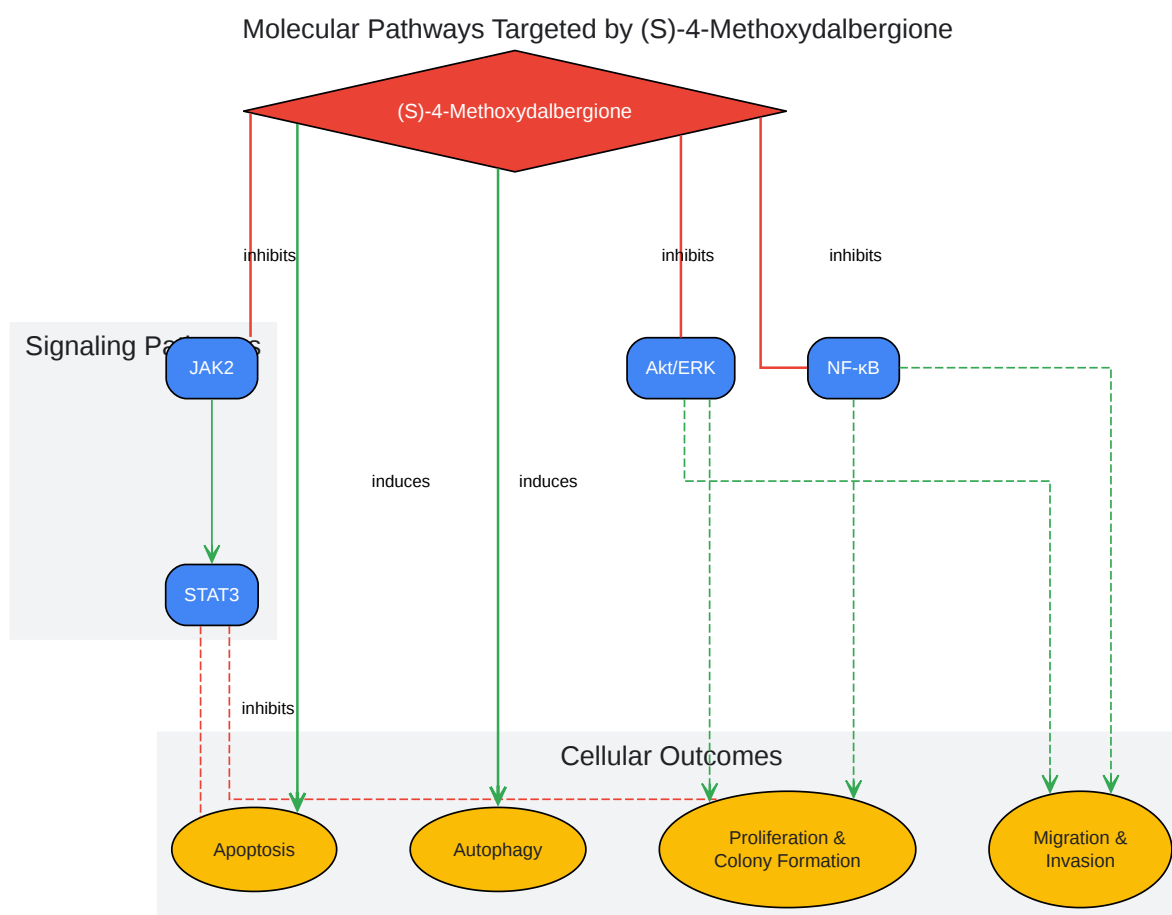 Molecular Pathways Targeted by (S)-4-Methoxydalbergione
(S)-4-Methoxydalbergione
inhibits
inhibits
inhibits
Signaling
JAK2
Akt/ERK
NF-κB
induces
induces
STAT3
inhibits
Cellular Outcomes
Apoptosis
Autophagy
Proliferation &
Colony Formation
Migration &
Invasion